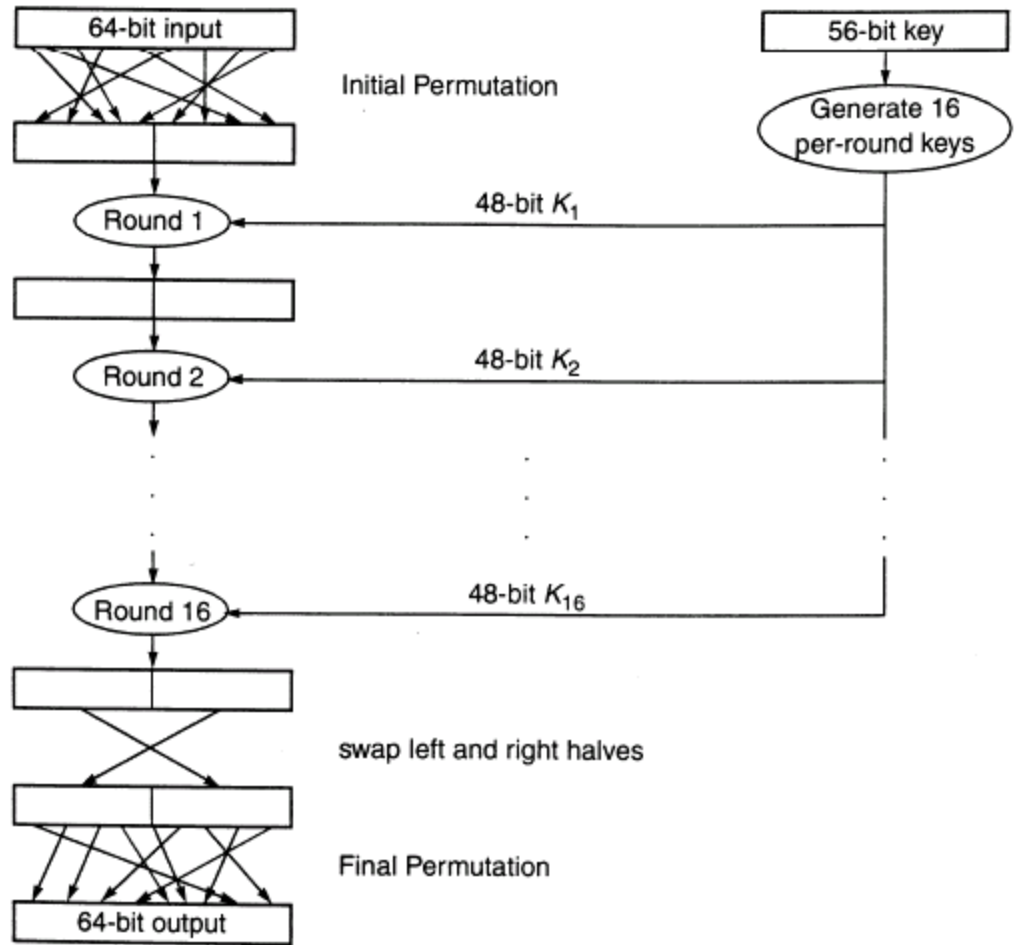 64-bit input
56-bit key
Initial Permutation
Generate 16
per-round keys
48-bit K₁
Round 1
48-bit K₂
Round 2
48-bit K₁₆
Round 16
swap left and right halves
Final Permutation
64-bit output